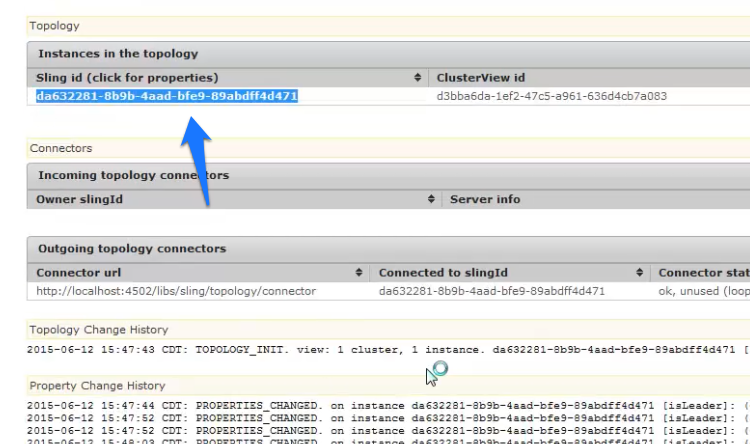 Topology
Instances in the topology
Sling id (click for properties) ClusterView id
da632281-8b9b-4aad-bfe9-89abdff4d471 d3bba6da-1ef2-47c5-a961-636d4cb7a083
Connectors
Incoming topology connectors
Owner slingId Server info
Outgoing topology connectors
Connector url Connected to slingId Connector stat
http://localhost:4502/libs/sling/topology/connector da632281-8b9b-4aad-bfe9-89abdff4d471 ok, unused (loop
Topology Change History
2015-06-12 15:47:43 CDT: TOPOLOGY_INIT. view: 1 cluster, 1 instance. da632281-8b9b-4aad-bfe9-89abdff4d471 [
Property Change History
2015-06-12 15:47:44 CDT: PROPERTIES_CHANGED. on instance da632281-8b9b-4aad-bfe9-89abdff4d471 [isLeader]: (
2015-06-12 15:47:52 CDT: PROPERTIES_CHANGED. on instance da632281-8b9b-4aad-bfe9-89abdff4d471 [isLeader]: (
2015-06-12 15:47:52 CDT: PROPERTIES_CHANGED. on instance da632281-8b9b-4aad-bfe9-89abdff4d471 [isLeader]: (
2015-06-12 15:48:03 CDT: PROPERTIES_CHANGED. on instance da632281-8b9b-4aad-bfe9-89abdff4d471 [isLeader]: (